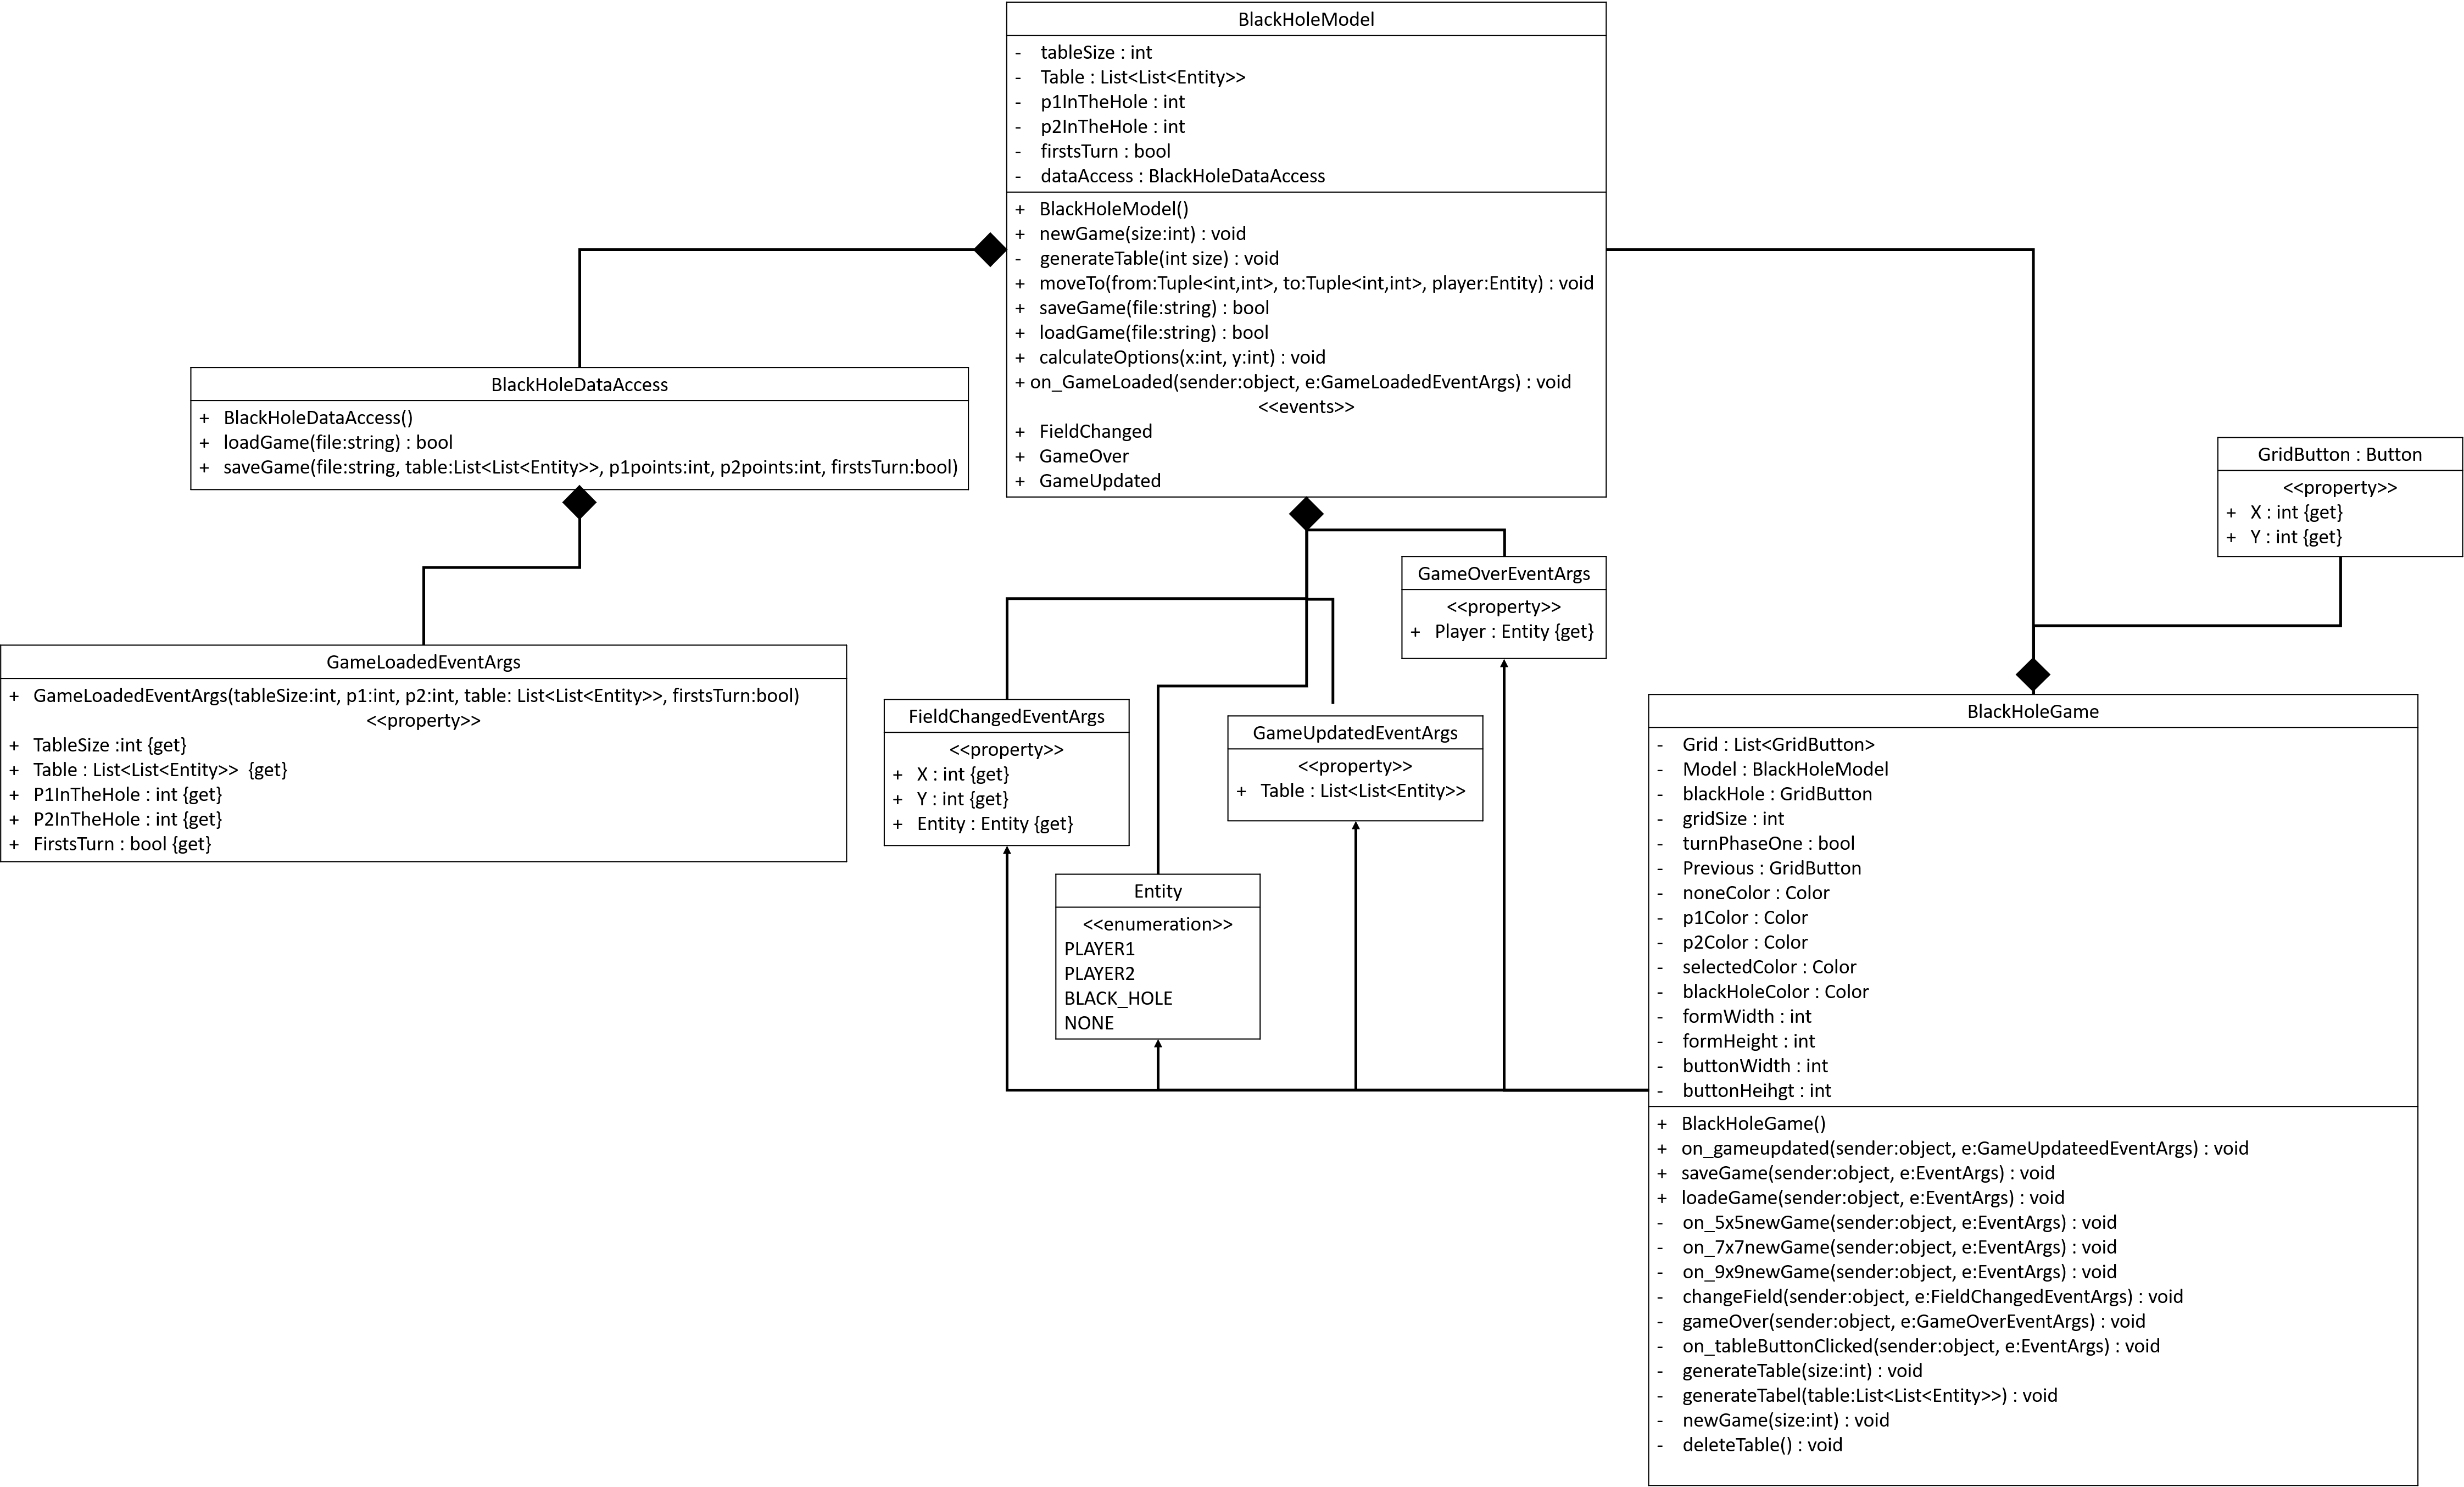 BlackHoleModel
- tableSize : int
- Table : List<List<Entity>>
- p1InTheHole : int
- p2InTheHole : int
- firstsTurn : bool
- dataAccess : BlackHoleDataAccess
+ BlackHoleModel()
+ newGame(size:int) : void
- generateTable(int size) : void
+ moveTo(from:Tuple<int,int>, to:Tuple<int,int>, player:Entity) : void
+ saveGame(file:string) : bool
+ loadGame(file:string) : bool
+ calculateOptions(x:int, y:int) : void
+ on_GameLoaded(sender:object, e:GameLoadedEventArgs) : void
<<events>>
+ FieldChanged
+ GameOver
+ GameUpdated
BlackHoleDataAccess
+ BlackHoleDataAccess()
+ loadGame(file:string) : bool
+ saveGame(file:string, table:List<List<Entity>>, p1points:int, p2points:int, firstsTurn:bool)
GridButton : Button
<<property>>
+ X : int {get}
+ Y : int {get}
GameOverEventArgs
<<property>>
+ Player : Entity {get}
GameLoadedEventArgs
+ GameLoadedEventArgs(tableSize:int, p1:int, p2:int, table: List<List<Entity>>, firstsTurn:bool)
<<property>>
+ TableSize :int {get}
+ Table : List<List<Entity>> {get}
+ P1InTheHole : int {get}
+ P2InTheHole : int {get}
+ FirstsTurn : bool {get}
FieldChangedEventArgs
<<property>>
+ X : int {get}
+ Y : int {get}
+ Entity : Entity {get}
GameUpdatedEventArgs
<<property>>
+ Table : List<List<Entity>>
Entity
<<enumeration>>
PLAYER1
PLAYER2
BLACK_HOLE
NONE
BlackHoleGame
- Grid : List<GridButton>
- Model : BlackHoleModel
- blackHole : GridButton
- gridSize : int
- turnPhaseOne : bool
- Previous : GridButton
- noneColor : Color
- p1Color : Color
- p2Color : Color
- selectedColor : Color
- blackHoleColor : Color
- formWidth : int
- formHeight : int
- buttonWidth : int
- buttonHeihgt : int
+ BlackHoleGame()
+ on_gameupdated(sender:object, e:GameUpdateedEventArgs) : void
+ saveGame(sender:object, e:EventArgs) : void
+ loadeGame(sender:object, e:EventArgs) : void
- on_5x5newGame(sender:object, e:EventArgs) : void
- on_7x7newGame(sender:object, e:EventArgs) : void
- on_9x9newGame(sender:object, e:EventArgs) : void
- changeField(sender:object, e:FieldChangedEventArgs) : void
- gameOver(sender:object, e:GameOverEventArgs) : void
- on_tableButtonClicked(sender:object, e:EventArgs) : void
- generateTable(size:int) : void
- generateTabel(table:List<List<Entity>>) : void
- newGame(size:int) : void
- deleteTable() : void